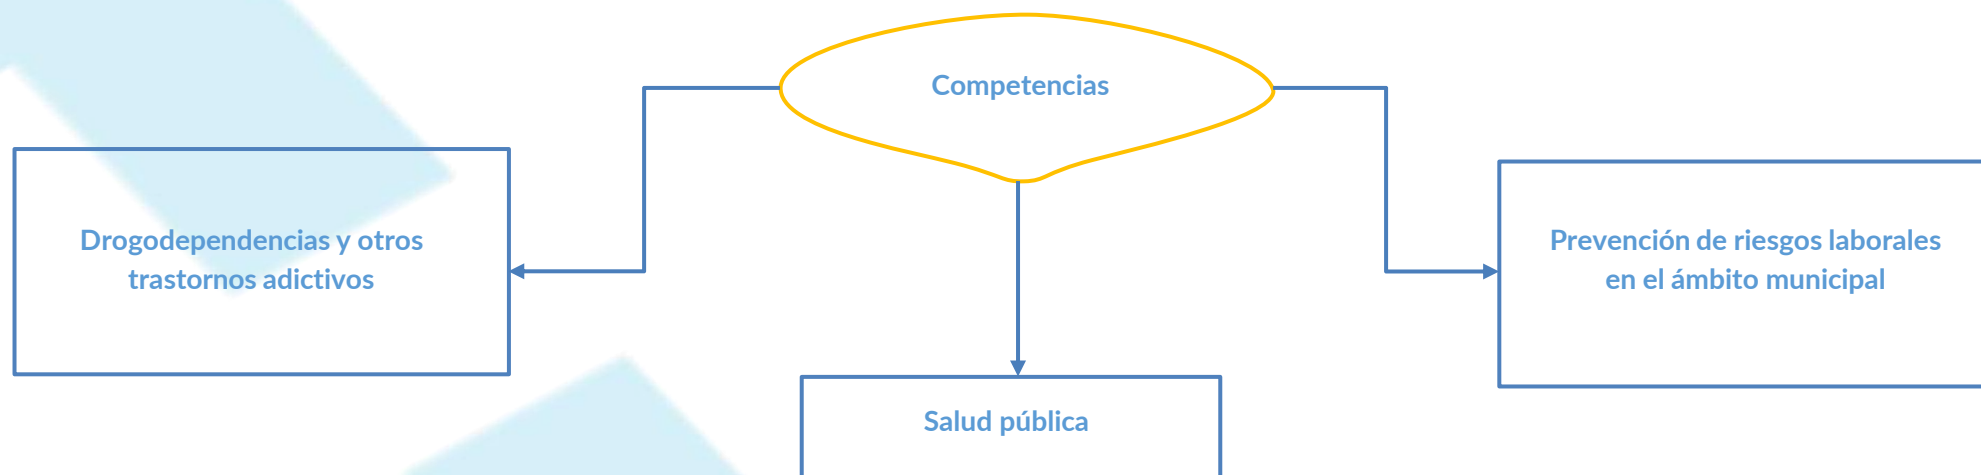 Competencias
Drogodependencias y otros
trastornos adictivos
Prevención de riesgos laborales
en el ámbito municipal
Salud pública